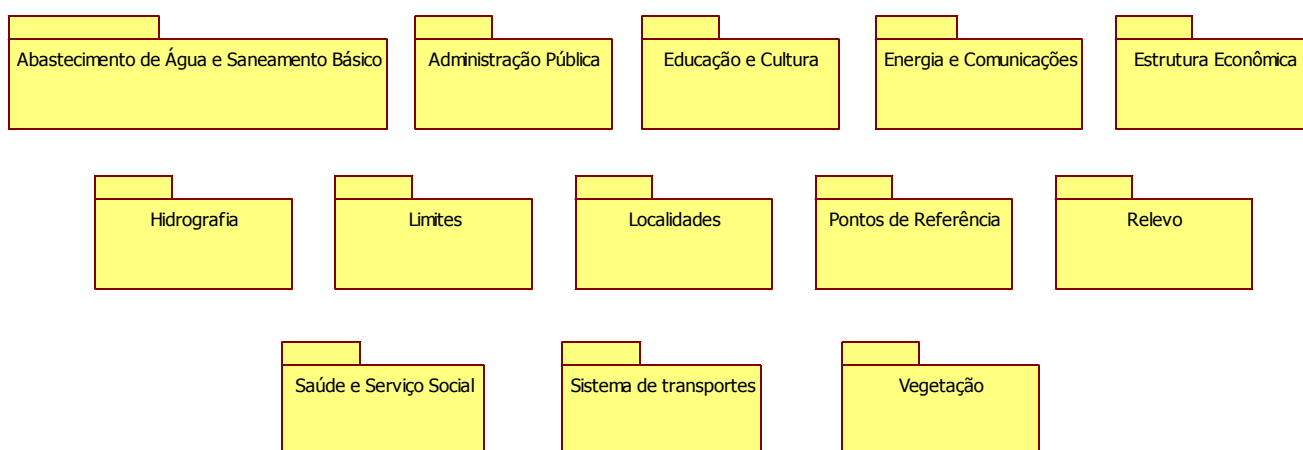 Abastecimento de Água e Saneamento Básico
Administração Pública
Educação e Cultura
Energia e Comunicações
Estrutura Econômica
Hidrografia
Limites
Localidades
Pontos de Referência
Relevo
Saúde e Serviço Social
Sistema de transportes
Vegetação